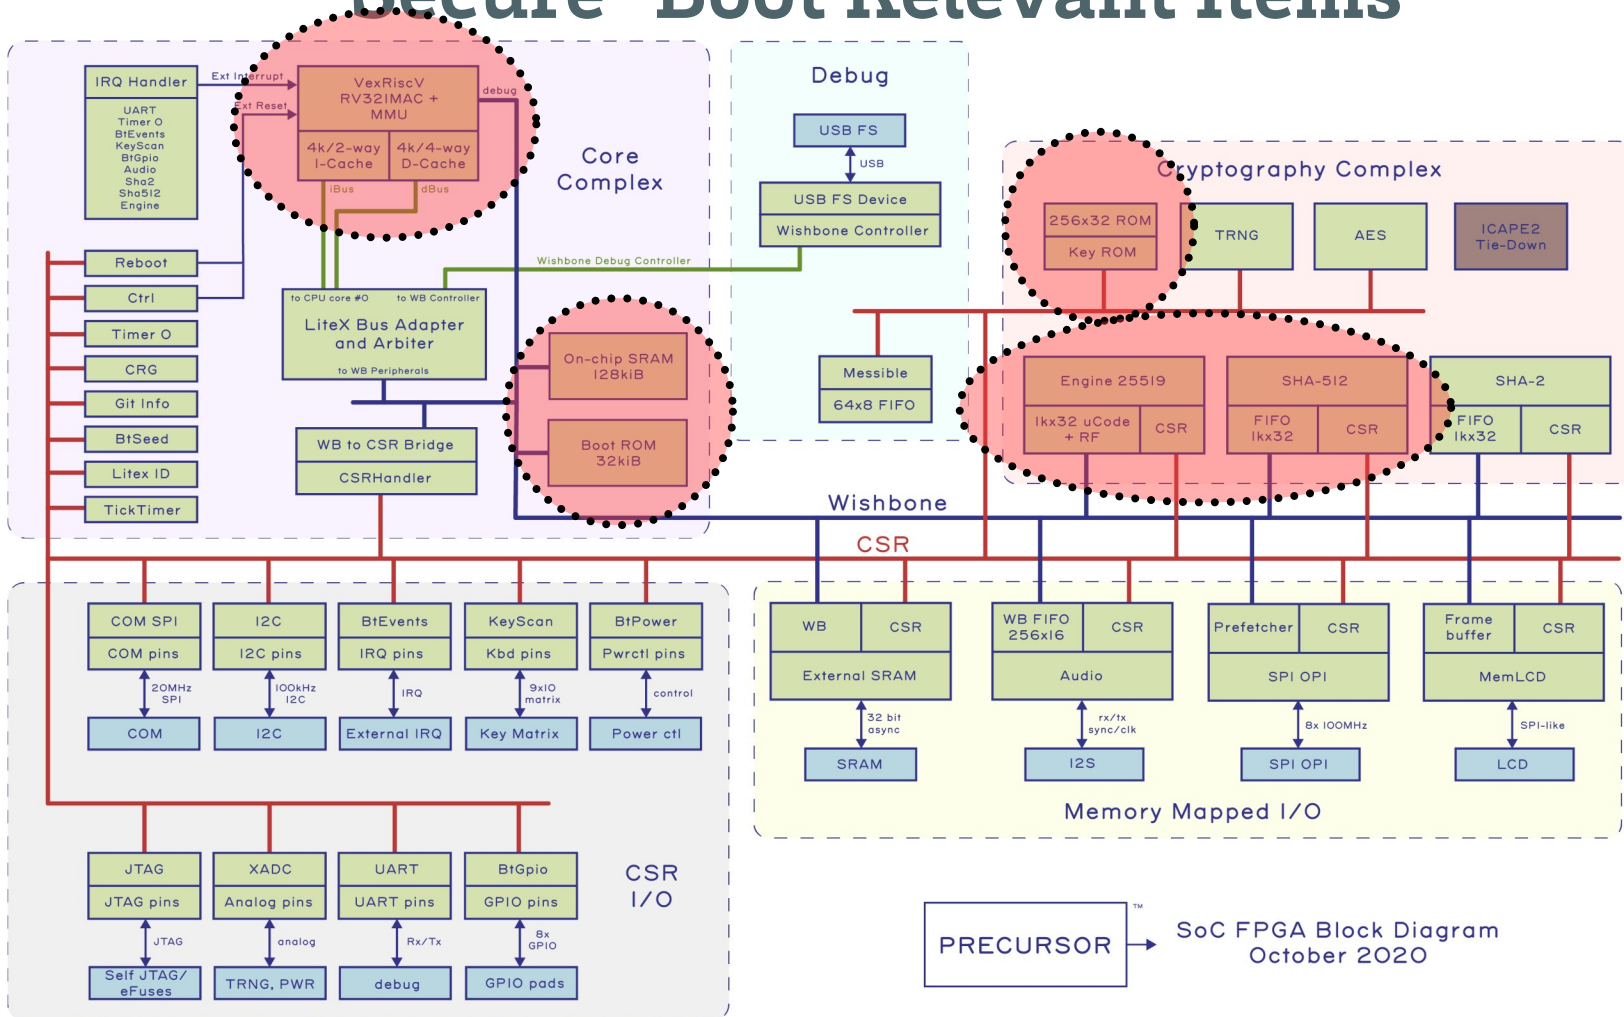 "Secure" Boot Relevant Items
IRQ Handler
UART
Timer 0
BtEvents
KeyScan
BtGpio
Audio
Sha2
Sha512
Engine
Ext Interrupt
Ext Reset
VexRiscV
RV32IMAC +
MMU
4k/2-way
I-Cache
4k/4-way
D-Cache
debug
iBus
dBus
Core
Complex
Reboot
Ctrl
Timer 0
CRG
Git Info
BtSeed
Litex ID
TickTimer
to CPU core #0
to WB Controller
LiteX Bus Adapter
and Arbiter
to WB Peripherals
WB to CSR Bridge
CSRHandler
On-chip SRAM
128kiB
Boot ROM
32kiB
Wishbone Debug Controller
Debug
USB FS
USB
USB FS Device
Wishbone Controller
Messible
64x8 FIFO
Cryptography Complex
256x32 ROM
Key ROM
TRNG
AES
ICAPE2
Tie-Down
Engine 25519
1kx32 uCode
+ RF
CSR
SHA-512
FIFO
1kx32
CSR
SHA-2
FIFO
1kx32
CSR
Wishbone
CSR
COM SPI
COM pins
20MHz
SPI
COM
I2C
I2C pins
100kHz
I2C
I2C
BtEvents
IRQ pins
IRQ
External IRQ
KeyScan
Kbd pins
9x10
matrix
Key Matrix
BtPower
Pwrctl pins
control
Power ctl
JTAG
JTAG pins
JTAG
Self JTAG/
eFuses
XADC
Analog pins
analog
TRNG, PWR
UART
UART pins
Rx/Tx
debug
BtGpio
GPIO pins
8x
GPIO
GPIO pads
CSR
I/O
WB
CSR
External SRAM
32 bit
async
SRAM
WB FIFO
256x16
CSR
Audio
rx/tx
sync/clk
I2S
Prefetcher
CSR
SPI OPI
8x 100MHz
SPI OPI
Frame
buffer
CSR
MemLCD
SPI-like
LCD
Memory Mapped I/O
PRECURSOR
™
SoC FPGA Block Diagram
October 2020